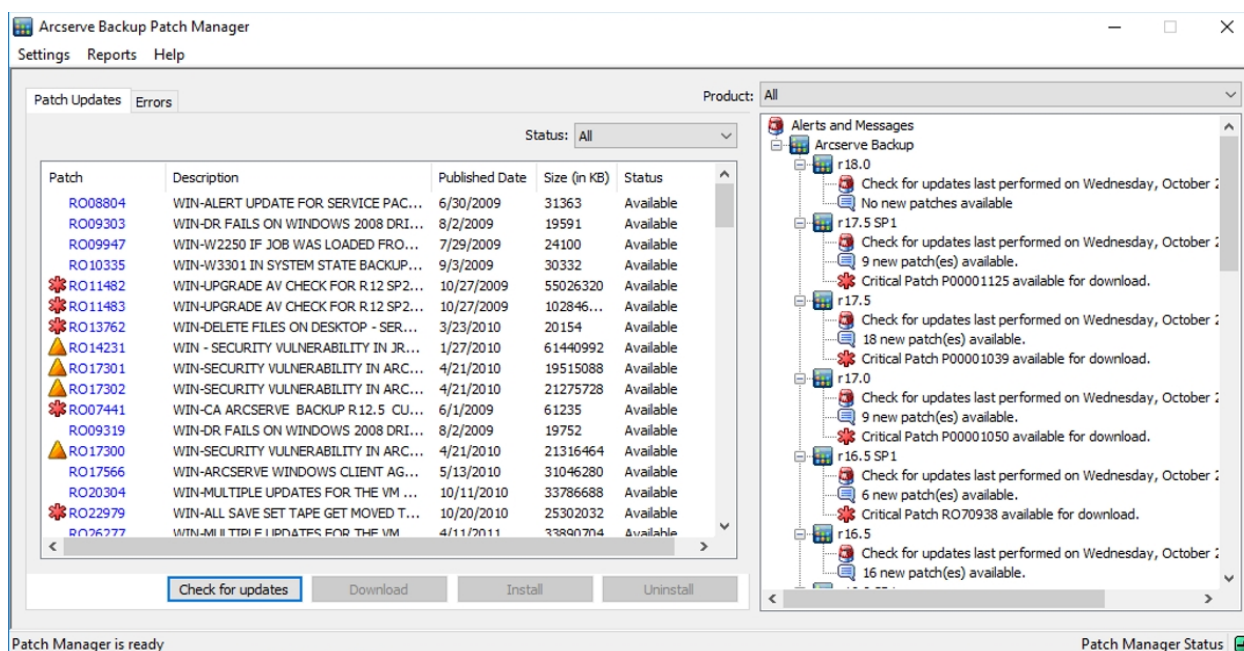 Arcserve Backup Patch Manager
Settings Reports Help
Patch Updates Errors
Product: All
Status: All
Patch Description Published Date Size (in KB) Status
RO08804 WIN-ALERT UPDATE FOR SERVICE PAC... 6/30/2009 31363 Available
RO09303 WIN-DR FAILS ON WINDOWS 2008 DRI... 8/2/2009 19591 Available
RO09947 WIN-W2250 IF JOB WAS LOADED FRO... 7/29/2009 24100 Available
RO10335 WIN-W3301 IN SYSTEM STATE BACKUP... 9/3/2009 30332 Available
RO11482 WIN-UPGRADE AV CHECK FOR R12 SP2... 10/27/2009 55026320 Available
RO11483 WIN-UPGRADE AV CHECK FOR R12 SP2... 10/27/2009 102846... Available
RO13762 WIN-DELETE FILES ON DESKTOP - SER... 3/23/2010 20154 Available
RO14231 WIN - SECURITY VULNERABILITY IN JR... 1/27/2010 61440992 Available
RO17301 WIN-SECURITY VULNERABILITY IN ARC... 4/21/2010 19515088 Available
RO17302 WIN-SECURITY VULNERABILITY IN ARC... 4/21/2010 21275728 Available
RO07441 WIN-CA ARCSERVE BACKUP R12.5 CU... 6/1/2009 61235 Available
RO09319 WIN-DR FAILS ON WINDOWS 2008 DRI... 8/2/2009 19752 Available
RO17300 WIN-SECURITY VULNERABILITY IN ARC... 4/21/2010 21316464 Available
RO17566 WIN-ARCSERVE WINDOWS CLIENT AG... 5/13/2010 31046280 Available
RO20304 WIN-MULTIPLE UPDATES FOR THE VM ... 10/11/2010 33786688 Available
RO22979 WIN-ALL SAVE SET TAPE GET MOVED T... 10/20/2010 25302032 Available
RO26277 WIN-MULTIPLE UPDATES FOR THE VM 4/11/2011 33890704 Available
Check for updates Download Install Uninstall
Alerts and Messages
Arcserve Backup
r18.0
Check for updates last performed on Wednesday, October 2
No new patches available
r17.5 SP1
Check for updates last performed on Wednesday, October 2
9 new patch(es) available.
Critical Patch P00001125 available for download.
r17.5
Check for updates last performed on Wednesday, October 2
18 new patch(es) available.
Critical Patch P00001039 available for download.
r17.0
Check for updates last performed on Wednesday, October 2
9 new patch(es) available.
Critical Patch P00001050 available for download.
r16.5 SP1
Check for updates last performed on Wednesday, October 2
6 new patch(es) available.
Critical Patch RO70938 available for download.
r16.5
Check for updates last performed on Wednesday, October 2
16 new patch(es) available.
Patch Manager is ready
Patch Manager Status